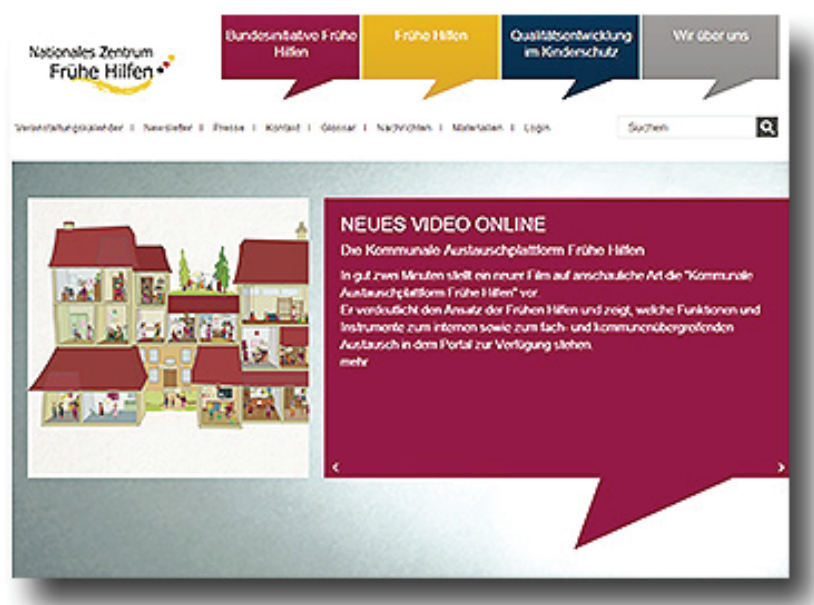 Nationales Zentrum
Frühe Hilfen
Bundesinitiative Frühe
Hilfen
Frühe Hilfen
Qualitätsentwicklung
im Kinderschutz
Wir über uns
Veranstaltungskalender I Newsletter I Presse I Kontakt I Glossar I Nachrichten I Materialien I Login
Suchen
NEUES VIDEO ONLINE
Die Kommunale Austauschplattform Frühe Hilfen
In gut zwei Minuten stellt ein neuer Film auf anschauliche Art die "Kommunale
Austauschplattform Frühe Hilfen" vor.
Er verdeutlicht den Ansatz der Frühen Hilfen und zeigt, welche Funktionen und
Instrumente zum internen sowie zum fach- und kommunenübergreifenden
Austausch in dem Portal zur Verfügung stehen.
mehr